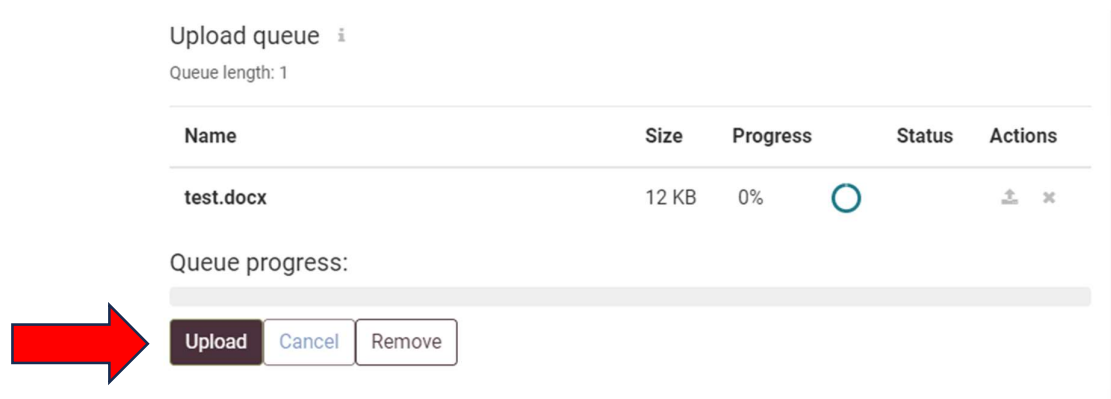 Upload queue
Queue length: 1
Name Size Progress Status Actions
test.docx 12 KB 0%
Queue progress:
Upload Cancel Remove